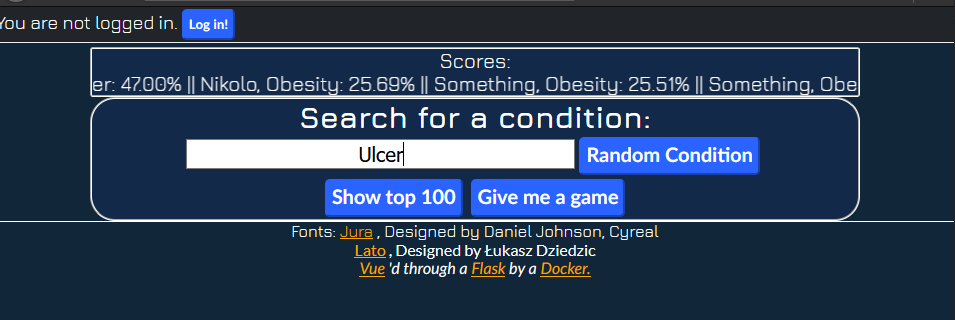 You are not logged in. Log in!
Scores:
er: 47.00% || Nikolo, Obesity: 25.69% || Something, Obesity: 25.51% || Something, Obe
Search for a condition:
Ulcer Random Condition
Show top 100 Give me a game
Fonts: Jura , Designed by Daniel Johnson, Cyreal
Lato , Designed by Łukasz Dziedzic
Vue 'd through a Flask by a Docker.